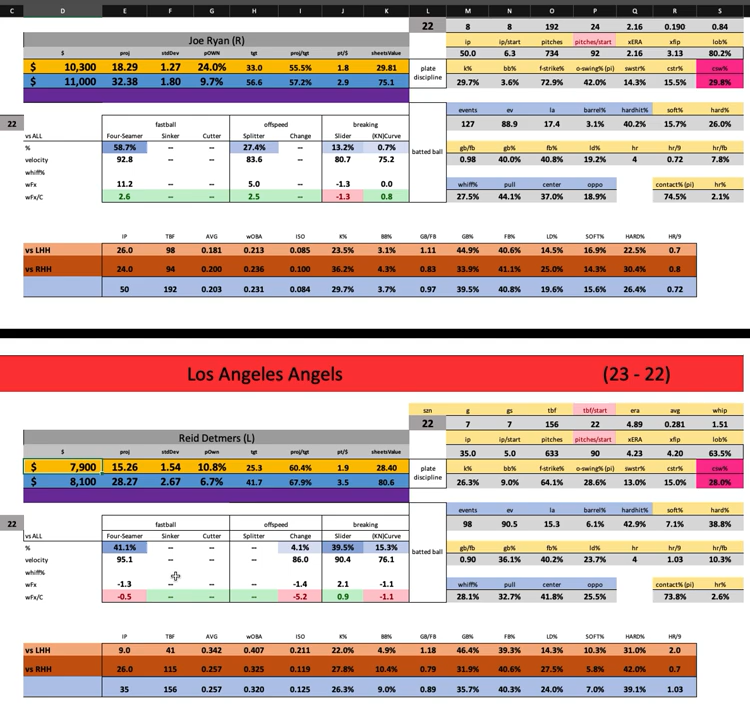 C D E F G H I J K L M N O P Q R S
22 8 8 192 24 2.16 0.190 0.84
ip ip/start pitches pitches/start xERA xfip lob%
Joe Ryan (R) 50.0 6.3 734 92 2.16 4.13 80.2%
$ proj stdDev pOWN tgt proj/tgt pt/$ sheetsValue
k% bb% f-strike% o-swing% (pi) swstr% cstr% csw%
$ 10,300 18.29 1.27 24.0% 33.0 55.5% 1.8 29.81 plate discipline
$ 11,000 32.38 1.80 9.7% 56.6 57.2% 2.9 75.1 29.7% 3.6% 72.9% 42.0% 14.3% 15.5% 29.8%
events ev la barrel% hardhit% soft% hard%
22 fastball offspeed breaking 127 88.9 17.4 3.1% 40.2% 15.7% 26.0%
vs ALL Four-Seamer Sinker Cutter Splitter Change Slider (KN)Curve
% 58.7% -- -- 27.4% -- 13.2% 0.7% batted ball gb/fb gb% fb% ld% hr hr/9 hr/fb
velocity 92.8 -- -- 83.6 -- 80.7 75.2 0.98 40.0% 40.8% 19.2% 4 0.72 7.8%
whiff%
wFx 11.2 -- -- 5.0 -- -1.3 0.0 whiff% pull center oppo contact% (pi) hr%
wFx/C 2.6 -- -- 2.5 -- -1.3 0.8 27.5% 44.1% 37.0% 18.9% 74.5% 2.1%
IP TBF AVG wOBA ISO K% BB% GB/FB GB% FB% LD% SOFT% HARD% HR/9
vs LHH 26.0 98 0.181 0.213 0.085 23.5% 3.1% 1.11 44.9% 40.6% 14.5% 16.9% 22.5% 0.7
vs RHH 24.0 94 0.200 0.236 0.100 36.2% 4.3% 0.83 33.9% 41.1% 25.0% 14.3% 30.4% 0.8
50 192 0.203 0.231 0.084 29.7% 3.7% 0.97 39.5% 40.8% 19.6% 15.6% 26.4% 0.72
Los Angeles Angels (23 - 22)
szn g gs tbf tbf/start era avg whip
22 7 7 156 22 4.89 0.281 1.51
Reid Detmers (L) ip ip/start pitches pitches/start xERA xfip lob%
$ proj stdDev pOwn tgt proj/tgt pt/$ sheetsValue 35.0 5.0 633 90 4.23 4.20 63.5%
$ 7,900 15.26 1.54 10.8% 25.3 60.4% 1.9 28.40 plate discipline k% bb% f-strike% o-swing% (pi) swstr% cstr% csw%
$ 8,100 28.27 2.67 6.7% 41.7 67.9% 3.5 80.6 26.3% 9.0% 64.1% 28.6% 13.0% 15.0% 28.0%
events ev la barrel% hardhit% soft% hard%
22 fastball offspeed breaking 98 90.5 15.3 6.1% 42.9% 7.1% 38.8%
vs ALL Four-Seamer Sinker Cutter Splitter Change Slider (KN)Curve
% 41.1% -- -- -- 4.1% 39.5% 15.3% batted ball gb/fb gb% fb% ld% hr hr/9 hr/fb
velocity 95.1 -- -- -- 86.0 90.4 76.1 0.90 36.1% 40.2% 23.7% 4 1.03 10.3%
whiff%
wFx -1.3 -- -- -- -1.4 2.1 -1.1 whiff% pull center oppo contact% (pi) hr%
wFx/C -0.5 -- -- -- -5.2 0.9 -1.1 28.1% 32.7% 41.8% 25.5% 73.8% 2.6%
IP TBF AVG wOBA ISO K% BB% GB/FB GB% FB% LD% SOFT% HARD% HR/9
vs LHH 9.0 41 0.342 0.407 0.211 22.0% 4.9% 1.18 46.4% 39.3% 14.3% 10.3% 31.0% 2.0
vs RHH 26.0 115 0.257 0.325 0.119 27.8% 10.4% 0.79 31.9% 40.6% 27.5% 5.8% 42.0% 0.7
35 156 0.257 0.320 0.125 26.3% 9.0% 0.89 35.7% 40.3% 24.0% 7.0% 39.1% 1.03